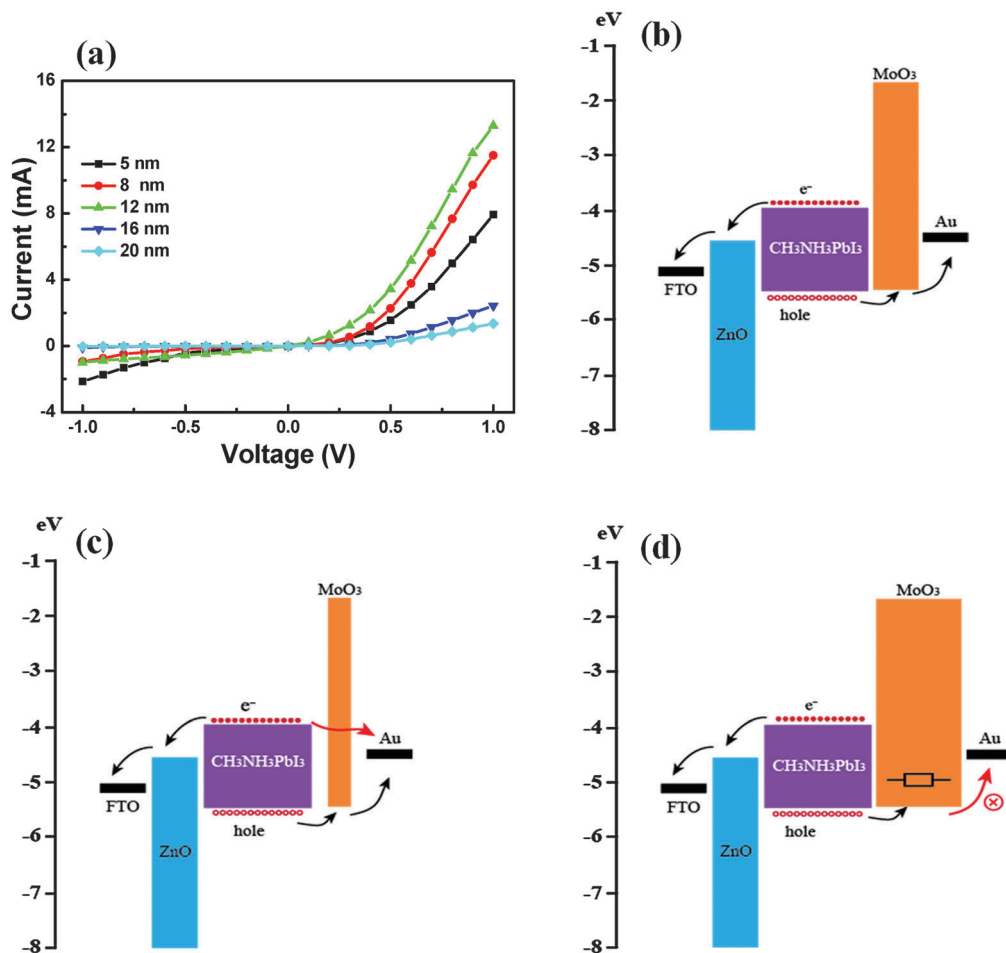 (a)
16
12
8
4
0
-4
Current (mA)
5 nm
8 nm
12 nm
16 nm
20 nm
-1.0 -0.5 0.0 0.5 1.0
Voltage (V)
eV
(b)
-1
-2
-3
-4
-5
-6
-7
-8
MoO₃
e⁻
Au
CH₃NH₃PbI₃
FTO
hole
ZnO
eV
(c)
-1
-2
-3
-4
-5
-6
-7
-8
MoO₃
e⁻
Au
CH₃NH₃PbI₃
FTO
hole
ZnO
eV
(d)
-1
-2
-3
-4
-5
-6
-7
-8
MoO₃
e⁻
Au
CH₃NH₃PbI₃
FTO
hole
ZnO